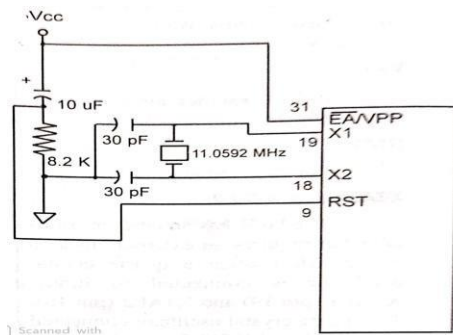 Vcc
+
10 uF
30 pF
8.2 K
11.0592 MHz
30 pF
31
EA/VPP
19
X1
18
X2
9
RST
Scanned with